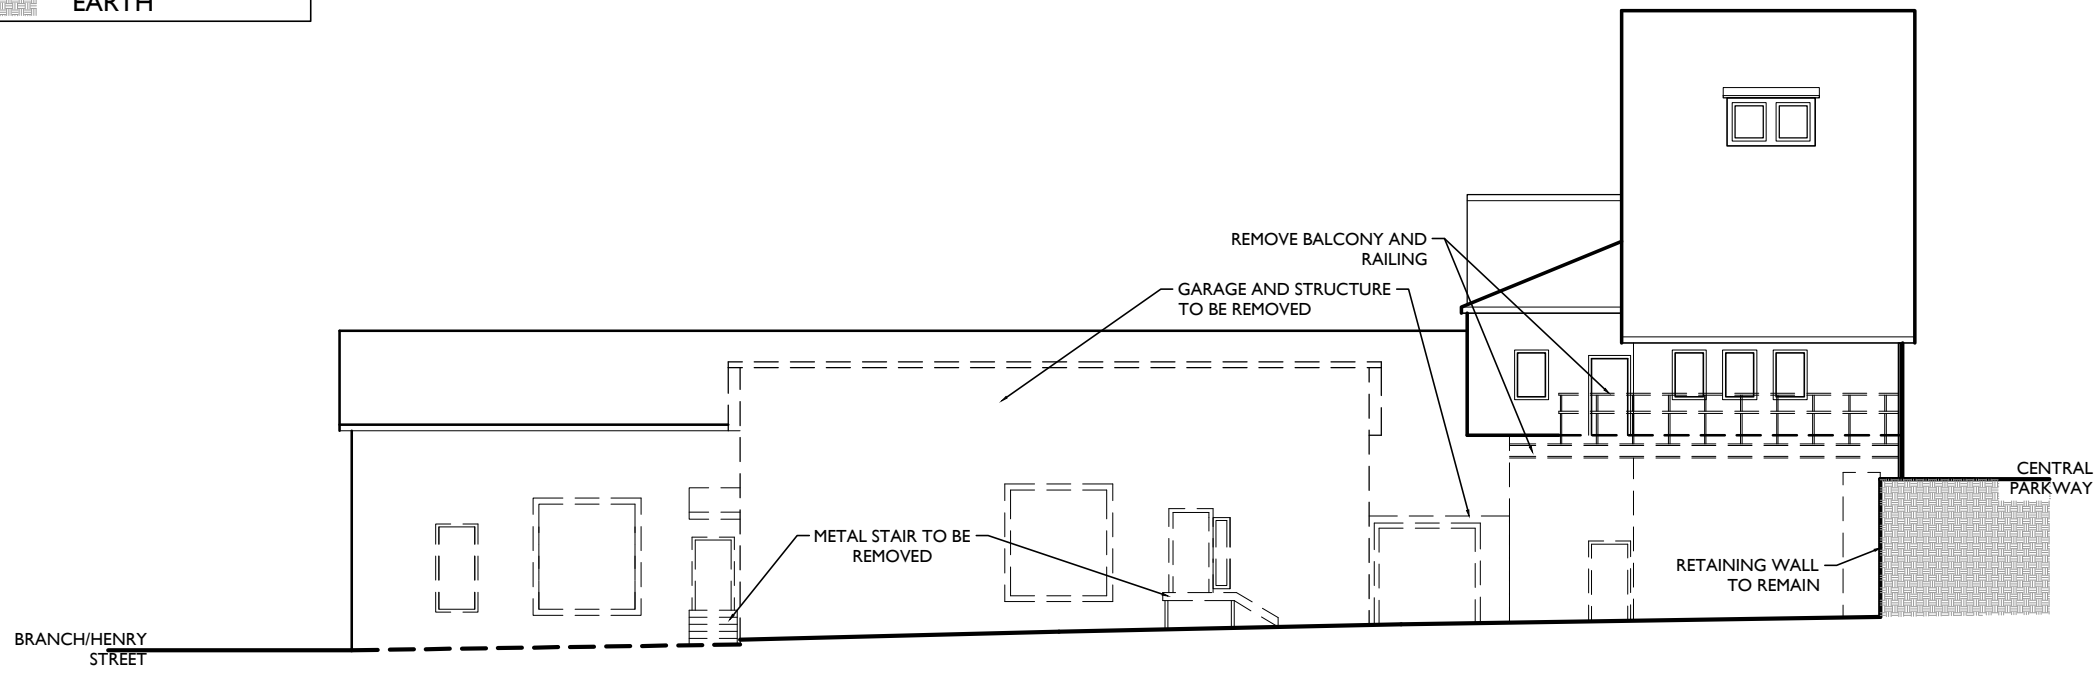 EARTH
REMOVE BALCONY AND
RAILING
GARAGE AND STRUCTURE
TO BE REMOVED
CENTRAL
PARKWAY
METAL STAIR TO BE
REMOVED
RETAINING WALL
TO REMAIN
BRANCH/HENRY
STREET